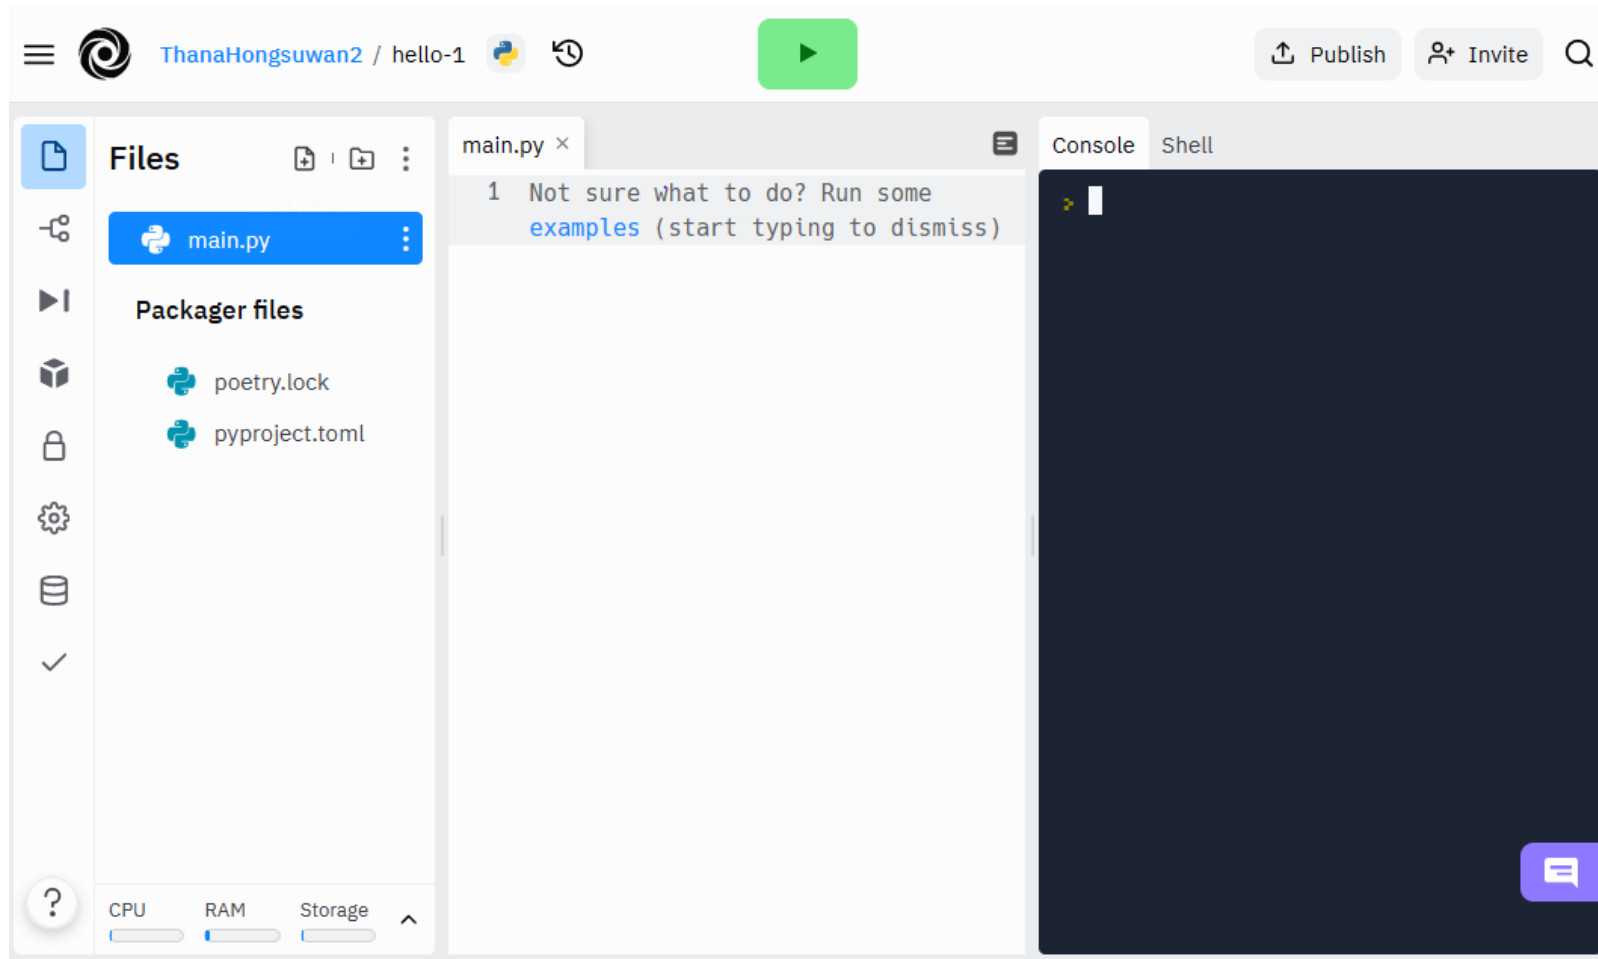 ThanaHongsuwan2 / hello-1
Publish
Invite
Files
main.py
Packager files
poetry.lock
pyproject.toml
CPU RAM Storage
?
main.py ×
1 Not sure what to do? Run some
examples (start typing to dismiss)
Console Shell
>